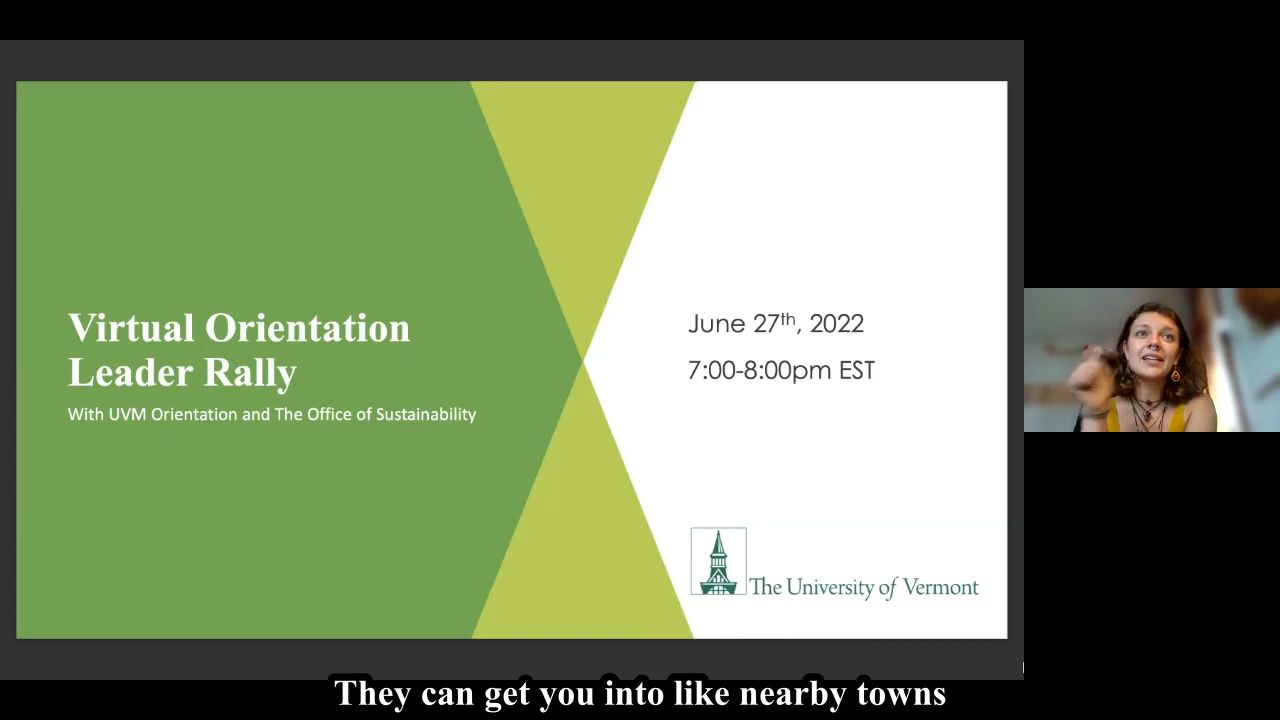 Virtual Orientation
Leader Rally
With UVM Orientation and The Office of Sustainability
June 27th, 2022
7:00-8:00pm EST
The University of Vermont
They can get you into like nearby towns